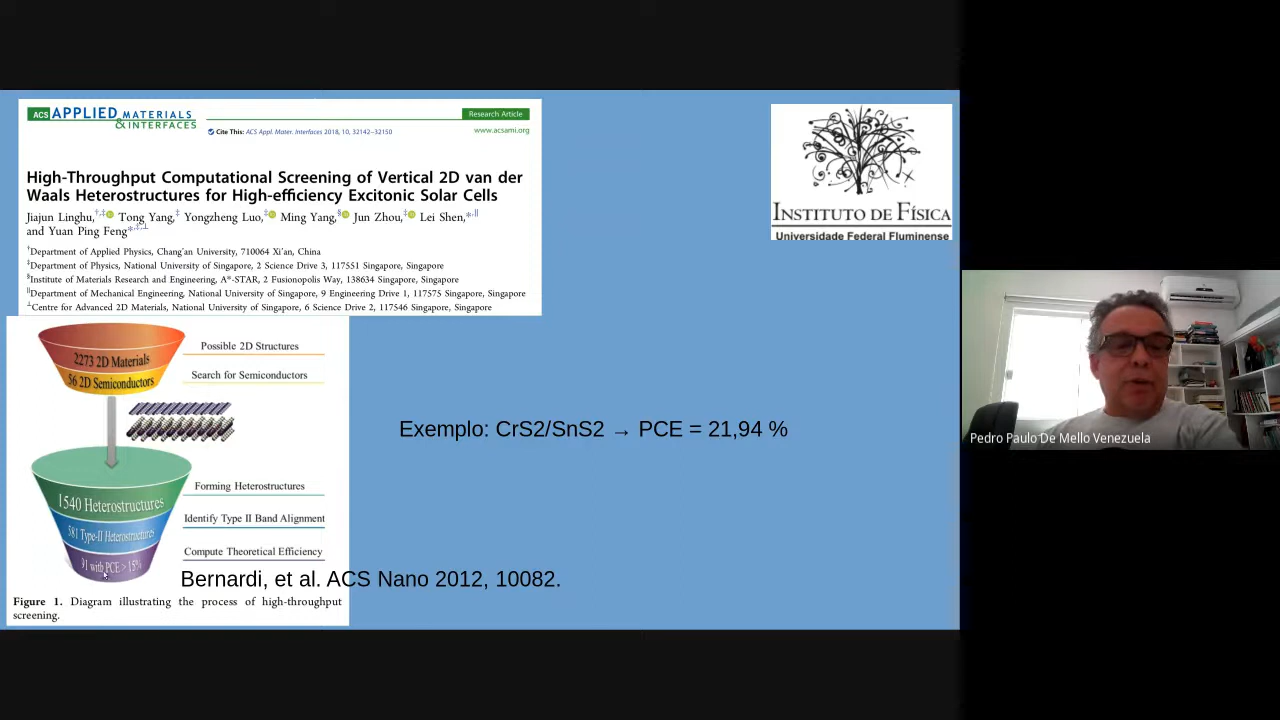 ACS APPLIED MATERIALS
& INTERFACES
Research Article
Cite This: ACS Appl. Mater. Interfaces 2018, 10, 32142−32150
www.acsami.org
High-Throughput Computational Screening of Vertical 2D van der
Waals Heterostructures for High-efficiency Excitonic Solar Cells
Jiajun Linghu,†,‡ Tong Yang,‡ Yongzheng Luo,‡ Ming Yang,§ Jun Zhou,‡ Lei Shen,*,∥
and Yuan Ping Feng*,‡,⊥
†Department of Applied Physics, Chang'an University, 710064 Xi'an, China
‡Department of Physics, National University of Singapore, 2 Science Drive 3, 117551 Singapore, Singapore
§Institute of Materials Research and Engineering, A*-STAR, 2 Fusionopolis Way, 138634 Singapore, Singapore
∥Department of Mechanical Engineering, National University of Singapore, 9 Engineering Drive 1, 117575 Singapore, Singapore
⊥Centre for Advanced 2D Materials, National University of Singapore, 6 Science Drive 2, 117546 Singapore, Singapore
INSTITUTO DE FÍSICA
Universidade Federal Fluminense
2273 2D Materials
Possible 2D Structures
56 2D Semiconductors
Search for Semiconductors
Exemplo: CrS2/SnS2 → PCE = 21,94 %
1540 Heterostructures
Forming Heterostructures
581 Type-II Heterostructures
Identify Type II Band Alignment
31 with PCE > 15%
Compute Theoretical Efficiency
Bernardi, et al. ACS Nano 2012, 10082.
Figure 1. Diagram illustrating the process of high-throughput
screening.
Pedro Paulo De Mello Venezuela